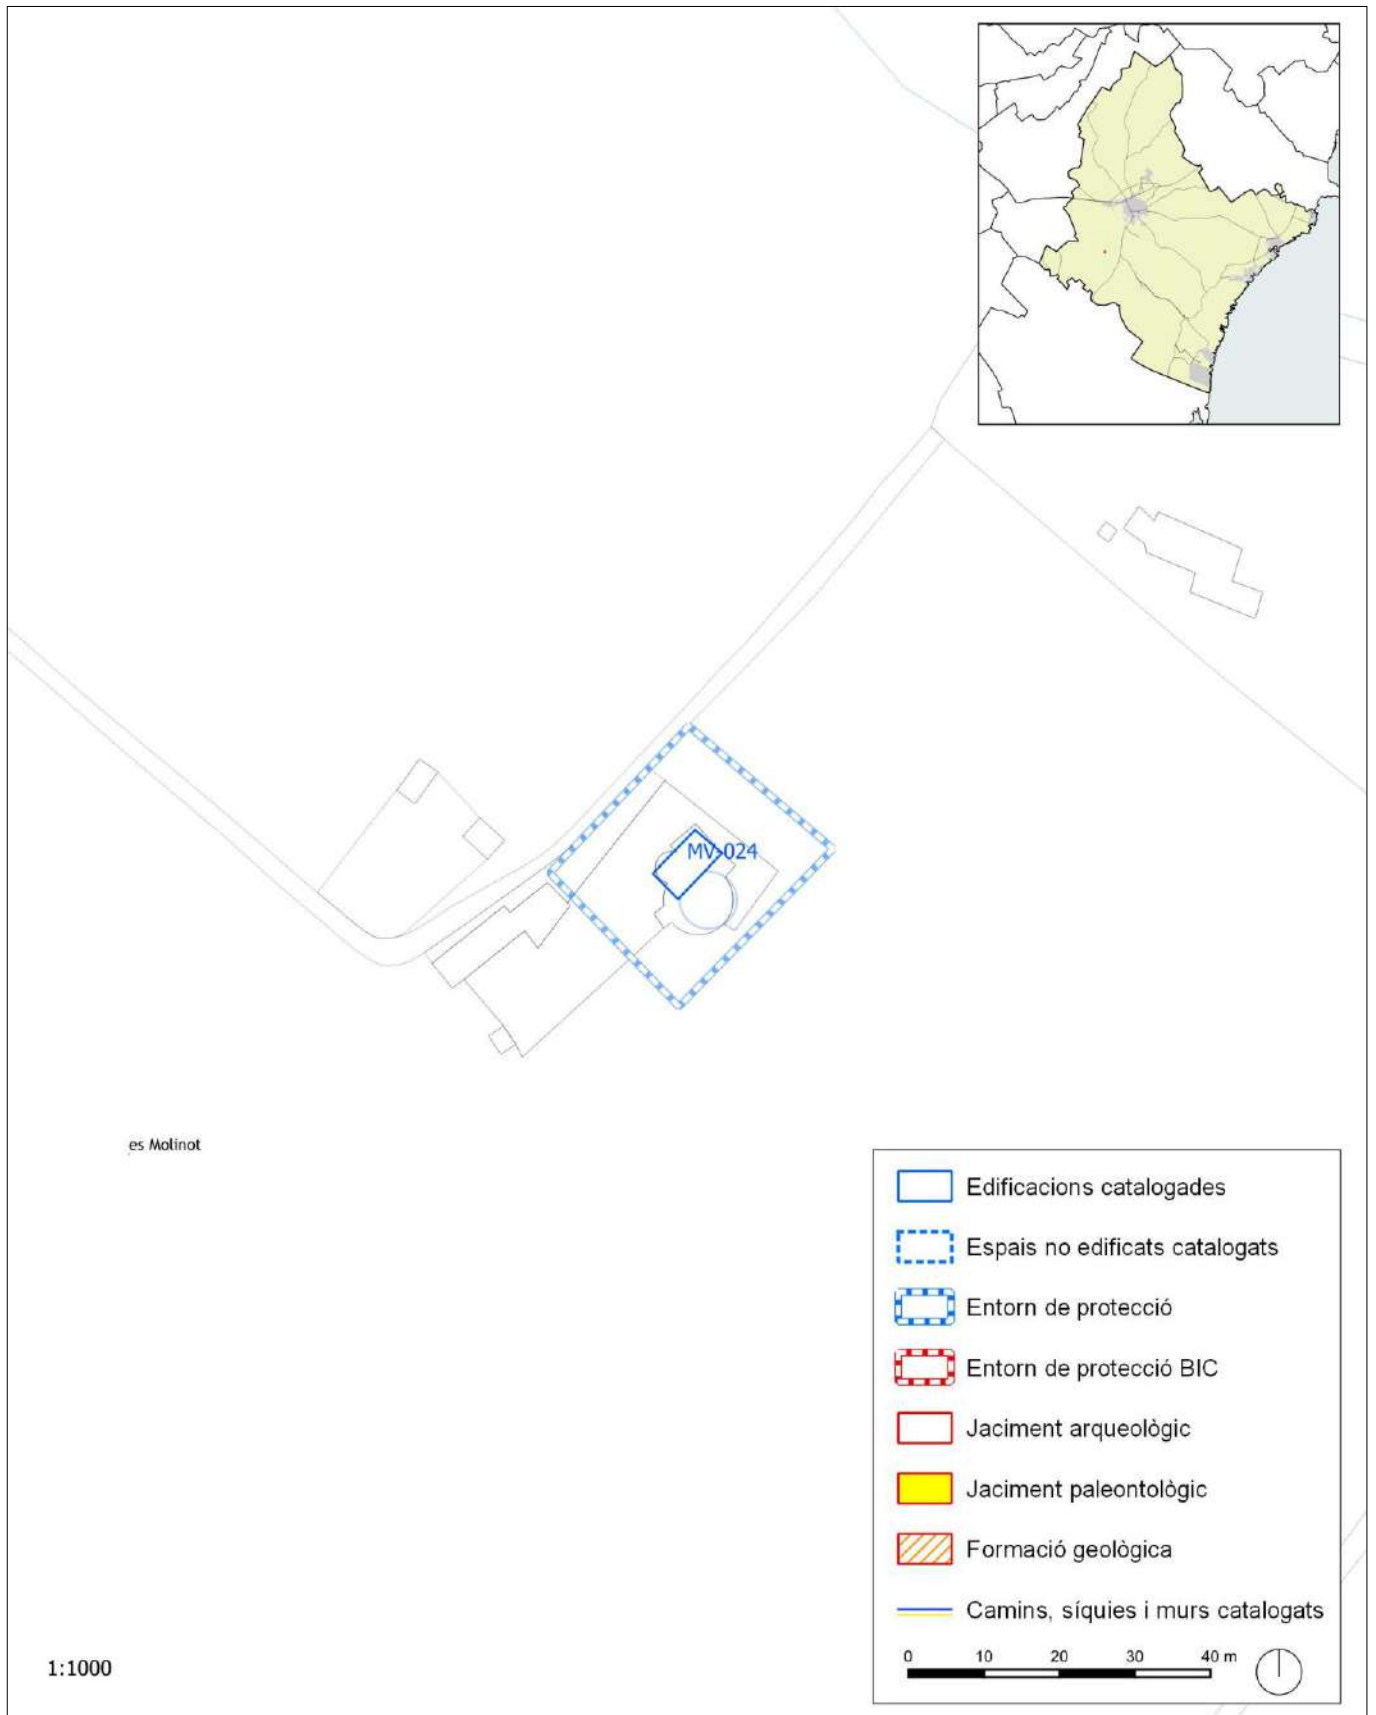 MV-024
es Molinot
Edificacions catalogades
Espais no edificats catalogats
Entorn de protecció
Entorn de protecció BIC
Jaciment arqueològic
Jaciment paleontològic
Formació geològica
Camins, síquies i murs catalogats
0 10 20 30 40 m
1:1000